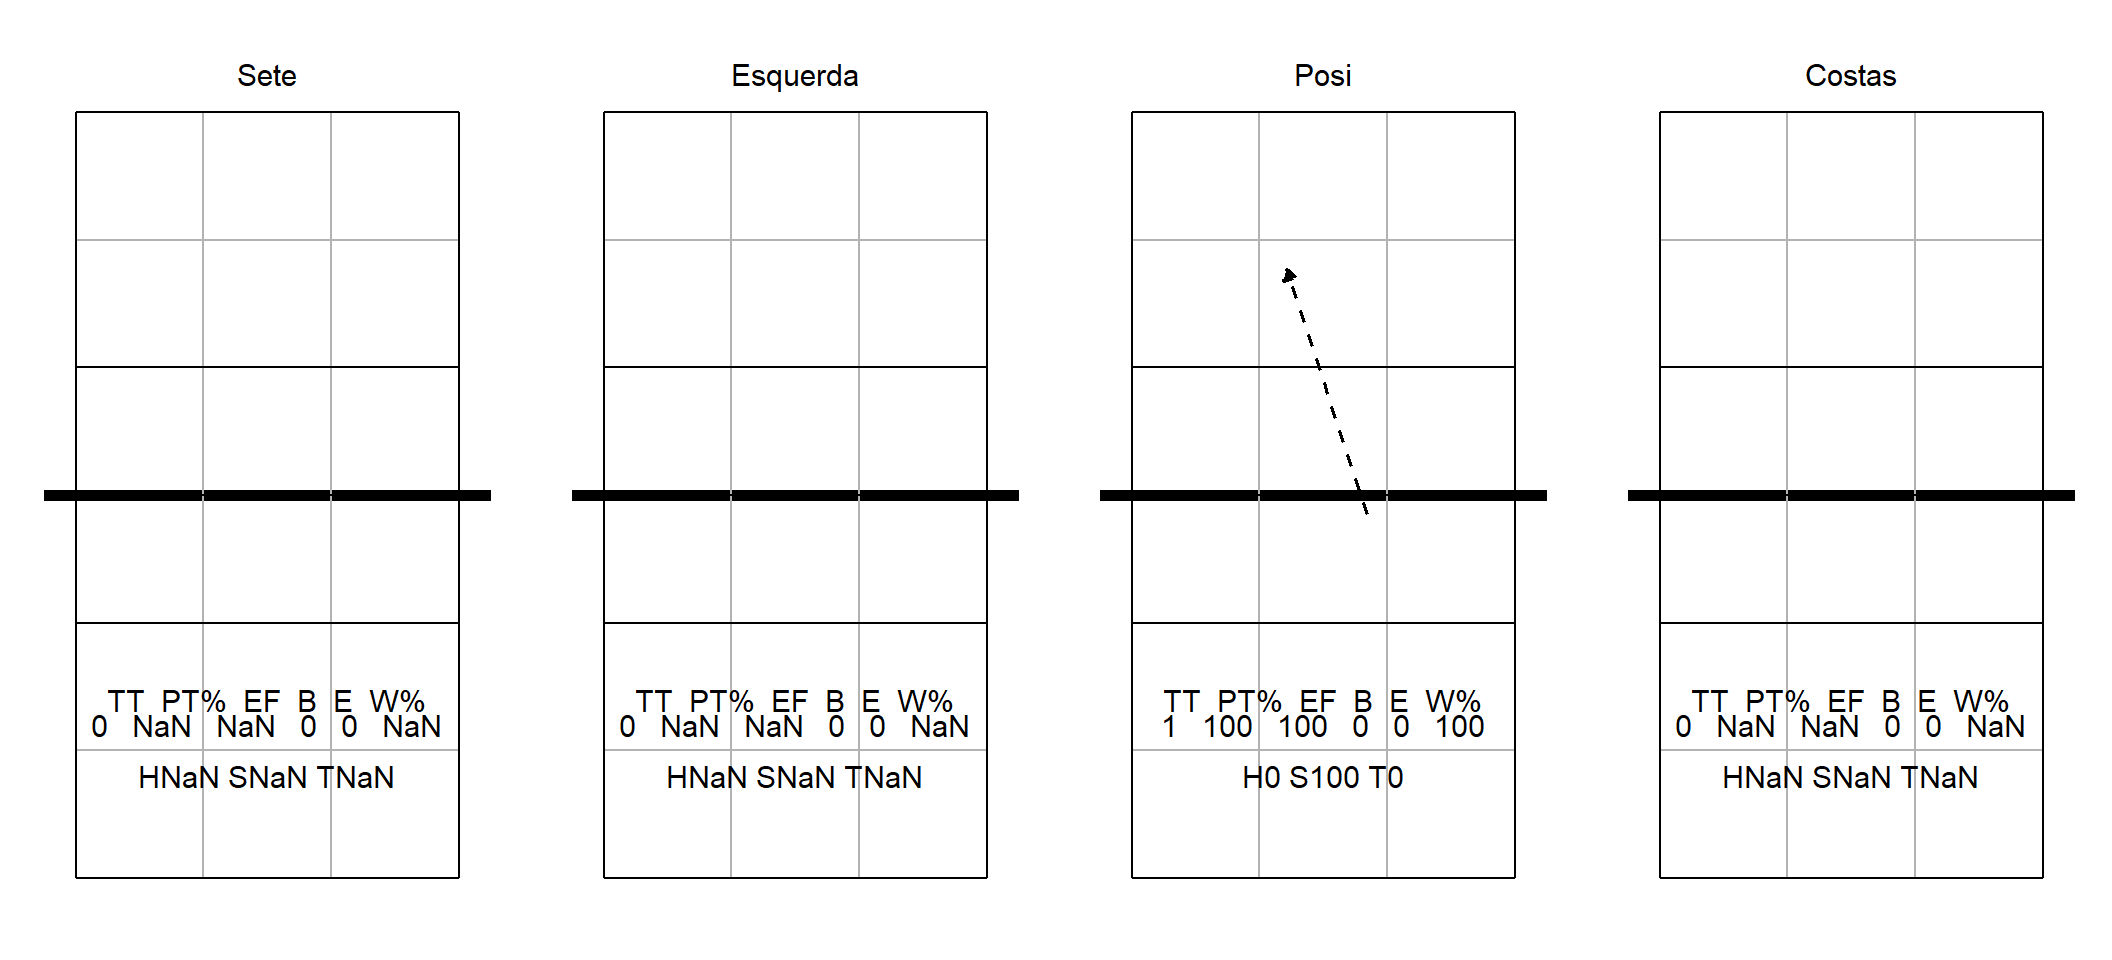 Sete
TT PT% EF B E W%
0 NaN NaN 0 0 NaN
HNaN SNaN TNaN
Esquerda
TT PT% EF B E W%
0 NaN NaN 0 0 NaN
HNaN SNaN TNaN
Posi
TT PT% EF B E W%
1 100 100 0 0 100
H0 S100 T0
Costas
TT PT% EF B E W%
0 NaN NaN 0 0 NaN
HNaN SNaN TNaN